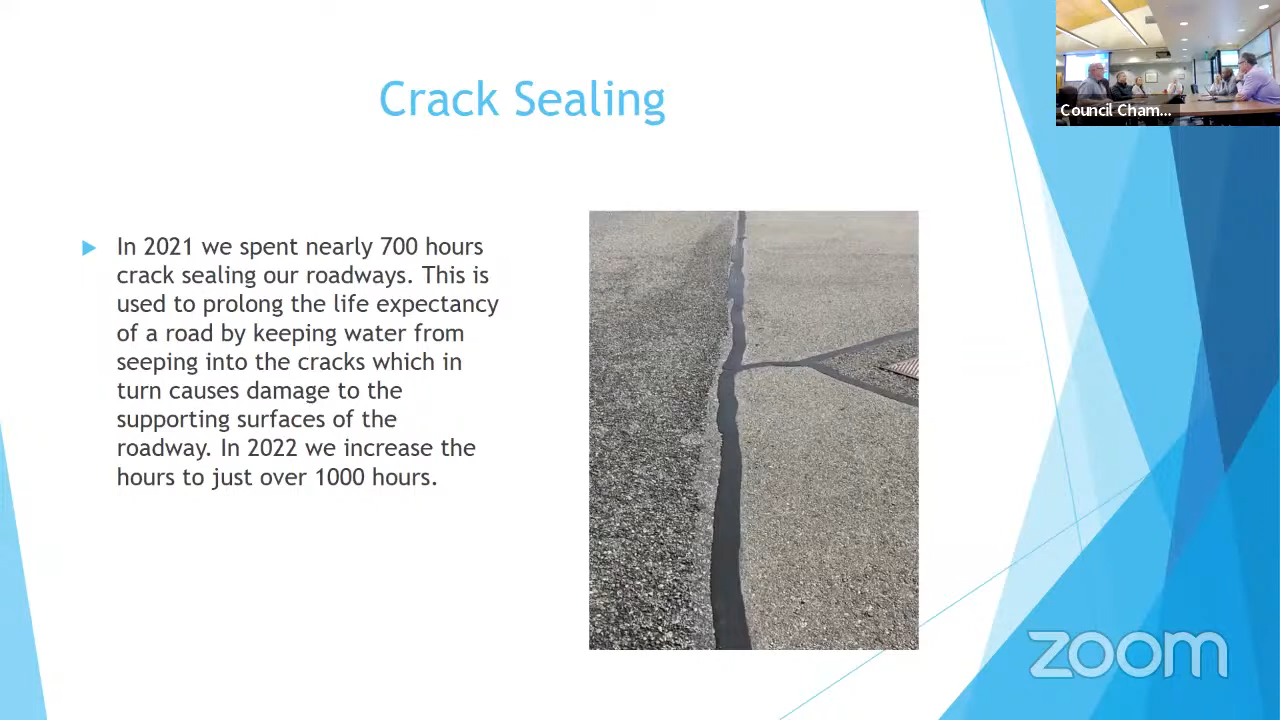 Crack Sealing
Council Cham...
In 2021 we spent nearly 700 hours
crack sealing our roadways. This is
used to prolong the life expectancy
of a road by keeping water from
seeping into the cracks which in
turn causes damage to the
supporting surfaces of the
roadway. In 2022 we increase the
hours to just over 1000 hours.
zoom